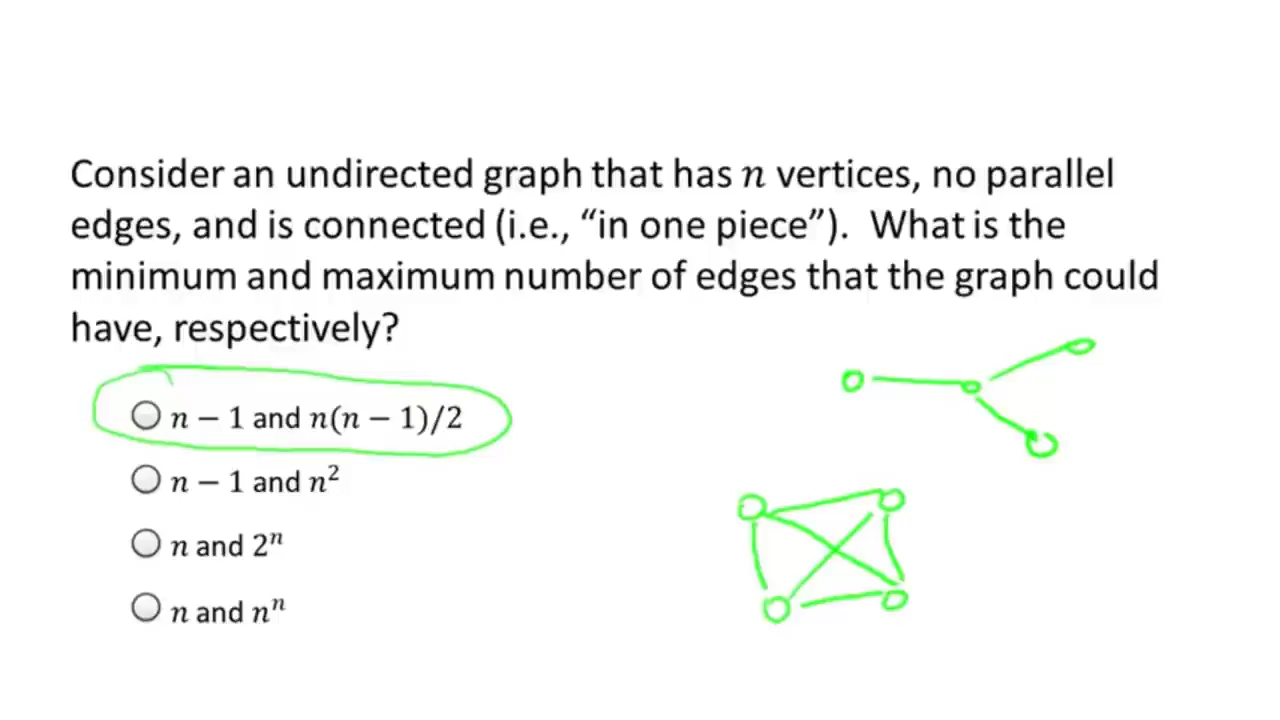 Consider an undirected graph that has n vertices, no parallel
edges, and is connected (i.e., “in one piece”). What is the
minimum and maximum number of edges that the graph could
have, respectively?
n − 1 and n(n − 1)/2
n − 1 and n²
n and 2ⁿ
n and nⁿ